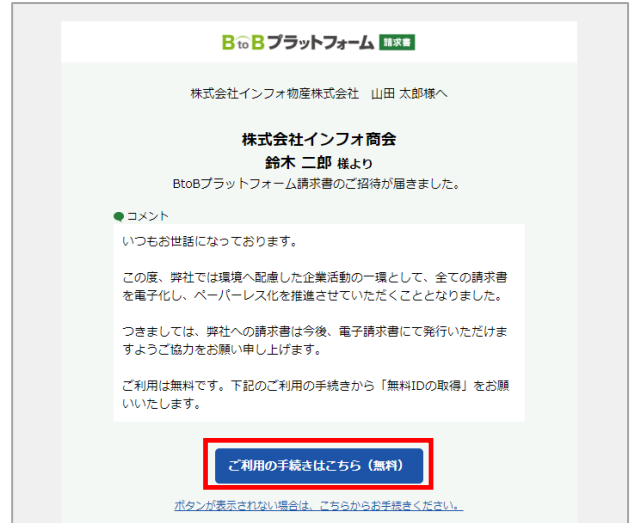 BtoBプラットフォーム 請求書
株式会社インフォ物産株式会社　山田 太郎様へ
株式会社インフォ商会
鈴木 二郎 様より
BtoBプラットフォーム請求書のご招待が届きました。
コメント
いつもお世話になっております。
この度、弊社では環境へ配慮した企業活動の一環として、全ての請求書
を電子化し、ペーパーレス化を推進させていただくこととなりました。
つきましては、弊社への請求書は今後、電子請求書にて発行いただけま
すようご協力をお願い申し上げます。
ご利用は無料です。下記のご利用の手続きから「無料IDの取得」をお願
いいたします。
ご利用の手続きはこちら（無料）
ボタンが表示されない場合は、こちらからお手続きください。